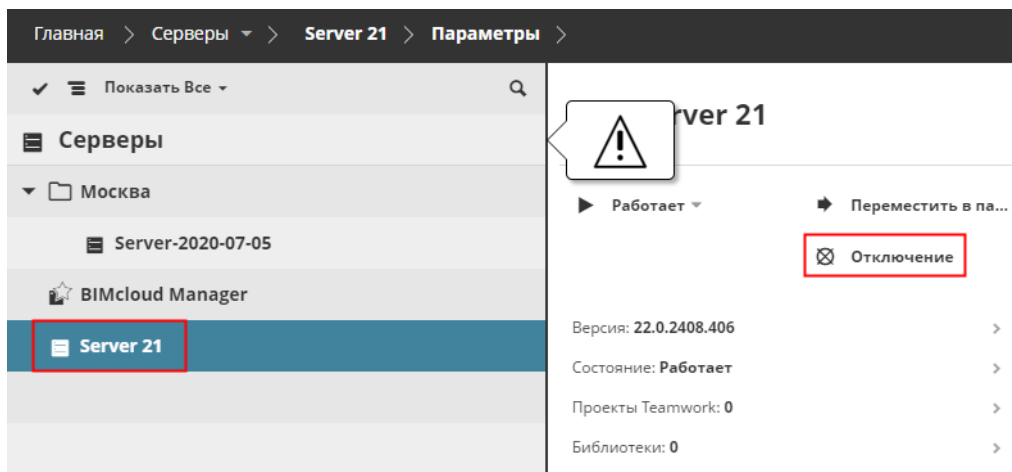 Главная > Серверы > Server 21 > Параметры >
Показать Все
Серверы
Москва
Server-2020-07-05
BIMcloud Manager
Server 21
rver 21
Работает
Переместить в па...
Отключение
Версия: 22.0.2408.406
Состояние: Работает
Проекты Teamwork: 0
Библиотеки: 0